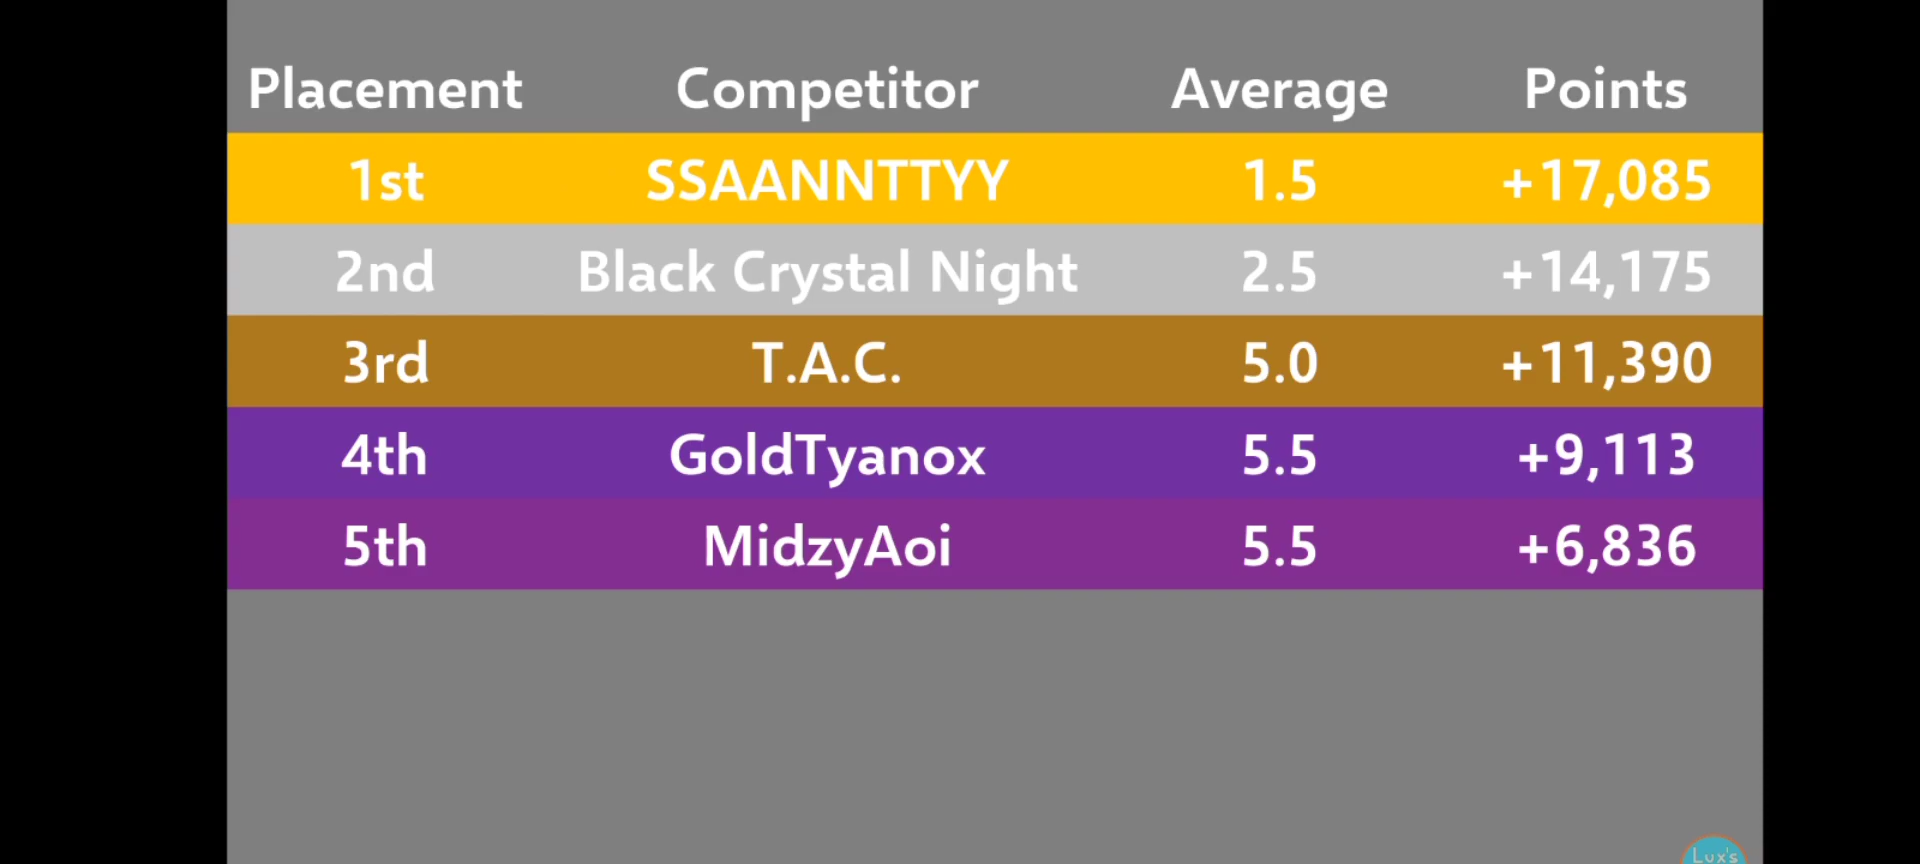 Placement Competitor Average Points
1st SSAANNTTYY 1.5 +17,085
2nd Black Crystal Night 2.5 +14,175
3rd T.A.C. 5.0 +11,390
4th GoldTyanox 5.5 +9,113
5th MidzyAoi 5.5 +6,836
Lux's